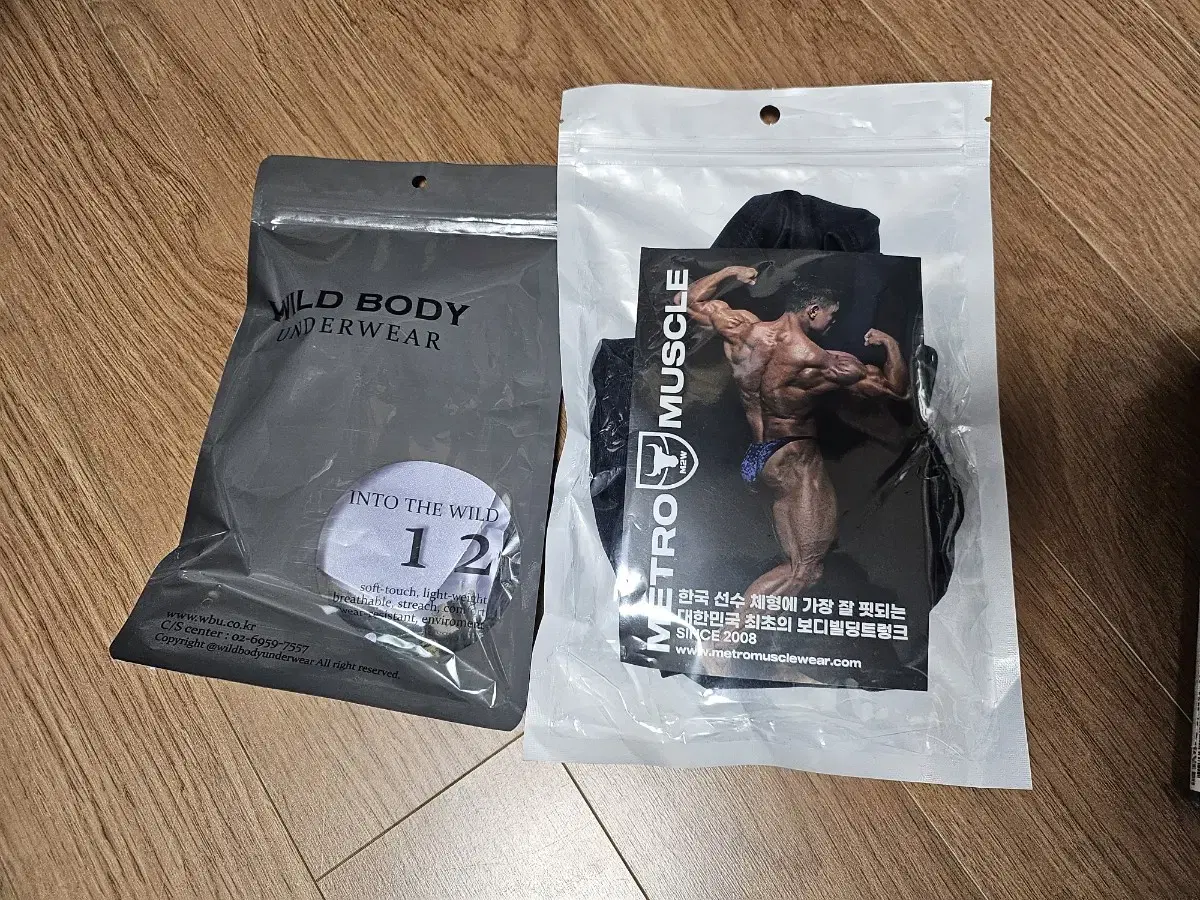 WILD BODY
UNDERWEAR
INTO THE WILD
1 2
soft-touch, light-weight
breathable, streach,
www.wbu.co.kr
C/S center : 02-6959-7557
Copyright @wildbodyunderwear All right reserved.
METRO MUSCLE
M2W
한국 선수 체형에 가장 잘 핏되는
대한민국 최초의 보디빌딩트렁크
SINCE 2008
www.metromusclewear.com